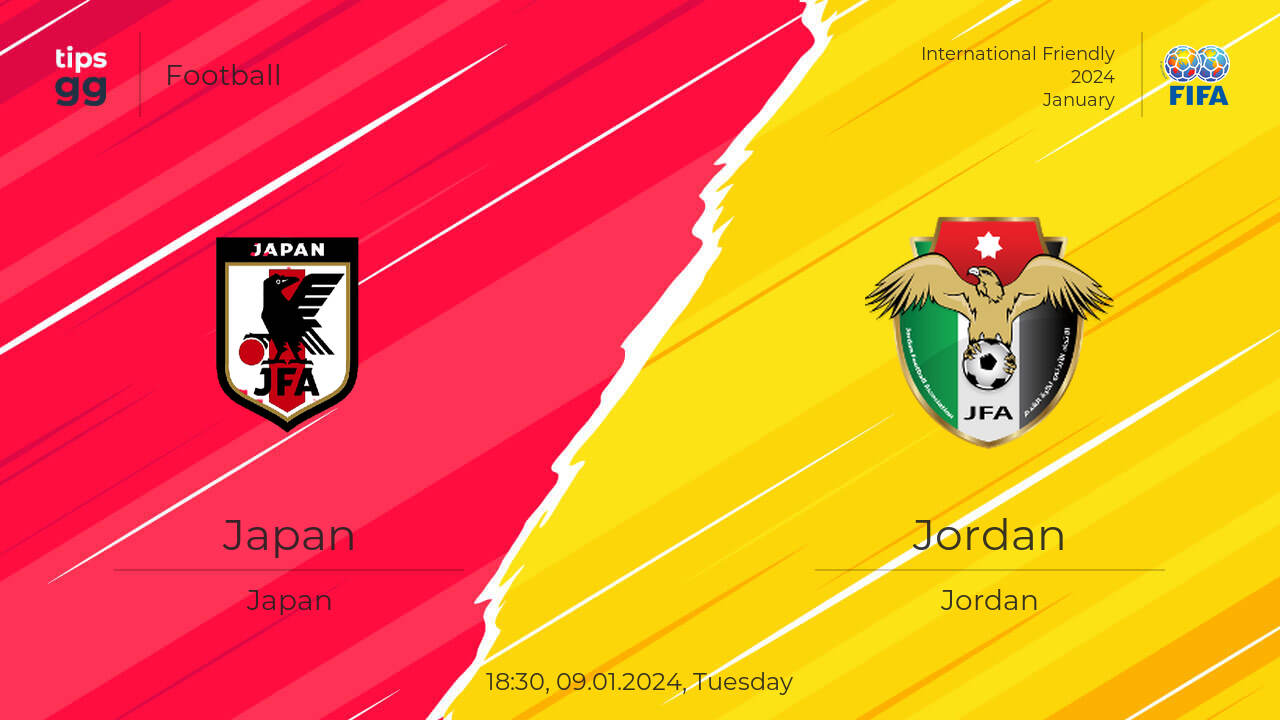 tips
gg
Football
International Friendly
2024
January
FIFA
JAPAN
JFA
JFA
Japan
Japan
Jordan
Jordan
18:30, 09.01.2024, Tuesday